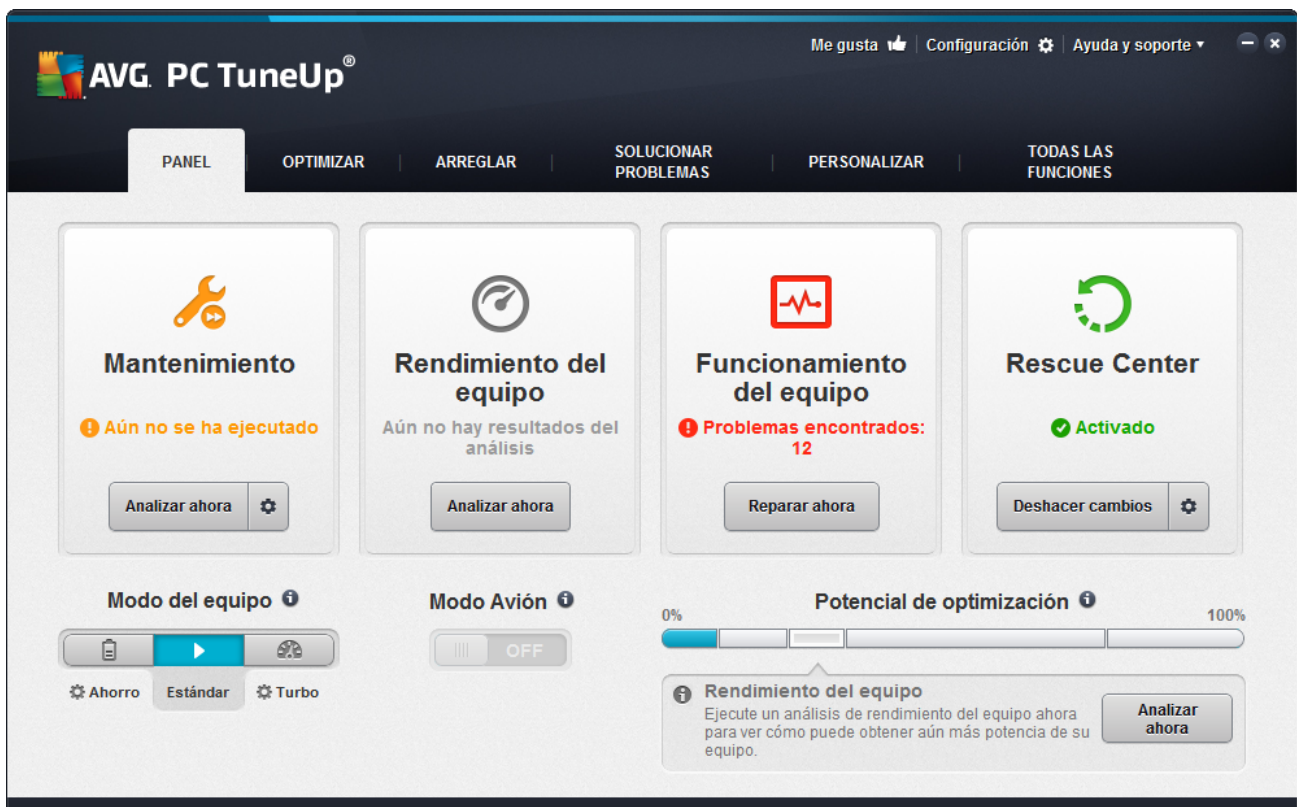 Me gusta Configuración Ayuda y soporte
AVG. PC TuneUp®
PANEL OPTIMIZAR ARREGLAR SOLUCIONAR PROBLEMAS PERSONALIZAR TODAS LAS FUNCIONES
Mantenimiento
Aún no se ha ejecutado
Analizar ahora
Rendimiento del
equipo
Aún no hay resultados del
análisis
Analizar ahora
Funcionamiento
del equipo
Problemas encontrados:
12
Reparar ahora
Rescue Center
Activado
Deshacer cambios
Modo del equipo
Ahorro Estándar Turbo
Modo Avión
OFF
Potencial de optimización
0% 100%
Rendimiento del equipo
Ejecute un análisis de rendimiento del equipo ahora
para ver cómo puede obtener aún más potencia de su
equipo.
Analizar
ahora